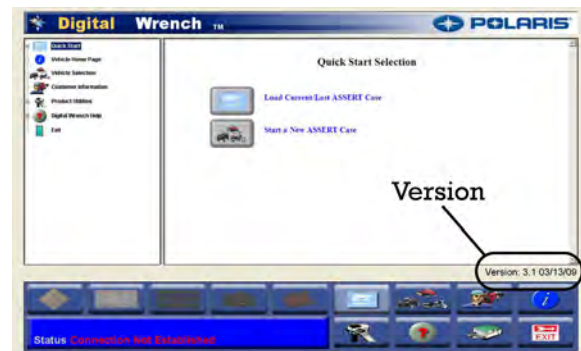 Digital Wrench TM
POLARIS
Quick Start
Vehicle Home Page
Vehicle Selection
Customer Information
Product Utilities
Digital Wrench Help
Exit
Quick Start Selection
Load Current/Last ASSERT Case
Start a New ASSERT Case
Version
Version: 3.1 03/13/09
Status Connection Not Established
EXIT